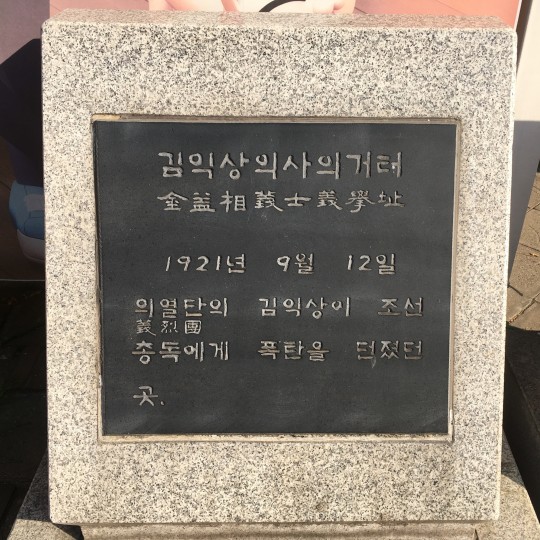 김익상의사의거터
金益相義士義擧址
1921년 9월 12일
의열단의 김익상이 조선
義烈團
총독에게 폭탄을 던졌던
곳.